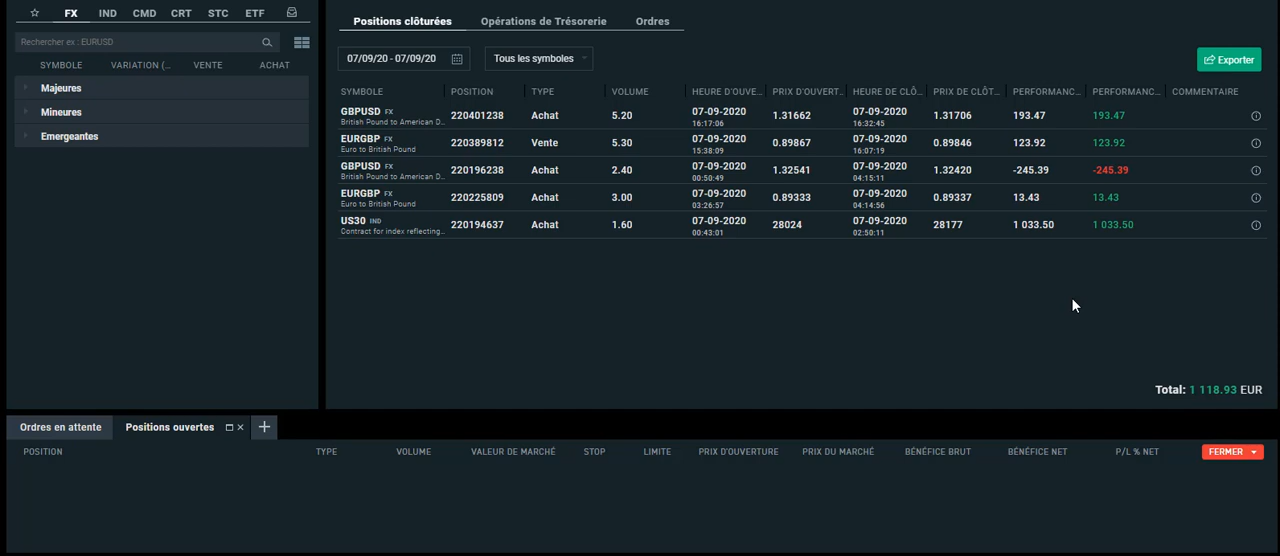 FX IND CMD CRT STC ETF
Rechercher ex : EURUSD
SYMBOLE VARIATION (... VENTE ACHAT
Majeures
Mineures
Emergeantes
Positions clôturées Opérations de Trésorerie Ordres
07/09/20 - 07/09/20 Tous les symboles Exporter
SYMBOLE POSITION TYPE VOLUME HEURE D'OUVE... PRIX D'OUVERT... HEURE DE CLÔ... PRIX DE CLÔT... PERFORMANC... PERFORMANC... COMMENTAIRE
GBPUSD FX 220401238 Achat 5.20 07-09-2020 1.31662 07-09-2020 1.31706 193.47 193.47
British Pound to American D... 16:17:06 16:32:45
EURGBP FX 220389812 Vente 5.30 07-09-2020 0.89867 07-09-2020 0.89846 123.92 123.92
Euro to British Pound 15:38:09 16:07:19
GBPUSD FX 220196238 Achat 2.40 07-09-2020 1.32541 07-09-2020 1.32420 -245.39 -245.39
British Pound to American D... 00:50:49 04:15:11
EURGBP FX 220225809 Achat 3.00 07-09-2020 0.89333 07-09-2020 0.89337 13.43 13.43
Euro to British Pound 03:26:57 04:14:56
US30 IND 220194637 Achat 1.60 07-09-2020 28024 07-09-2020 28177 1 033.50 1 033.50
Contract for index reflecting... 00:43:01 02:50:11
Total: 1 118.93 EUR
Ordres en attente Positions ouvertes
POSITION TYPE VOLUME VALEUR DE MARCHÉ STOP LIMITE PRIX D'OUVERTURE PRIX DU MARCHÉ BÉNÉFICE BRUT BÉNÉFICE NET P/L % NET FERMER